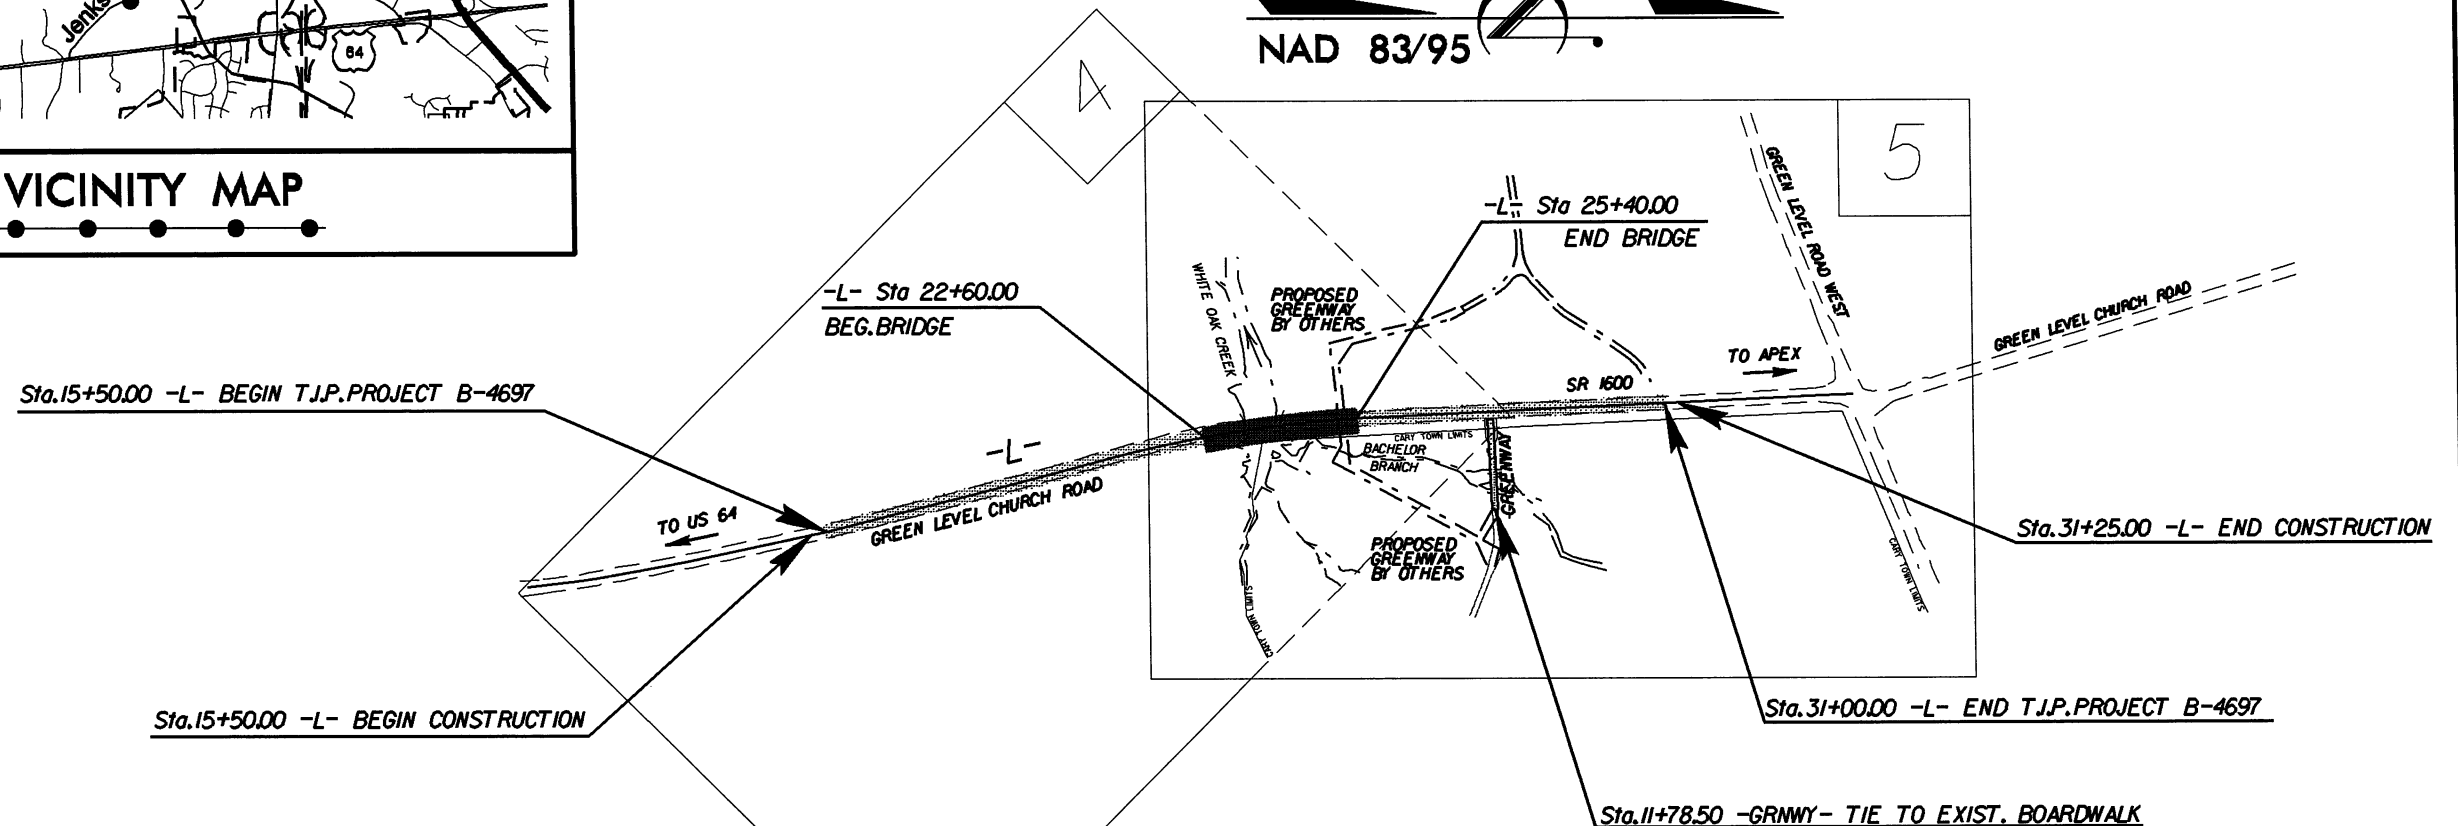 Jenks
64
VICINITY MAP
NAD 83/95
4
5
-L- Sta 25+40.00
END BRIDGE
-L- Sta 22+60.00
BEG. BRIDGE
WHITE OAK CREEK
PROPOSED
GREENWAY
BY OTHERS
GREEN LEVEL ROAD WEST
GREEN LEVEL CHURCH ROAD
TO APEX
SR 1600
Sta. 15+50.00 -L- BEGIN T.I.P. PROJECT B-4697
-L-
GREEN LEVEL CHURCH ROAD
TO US 64
CARY TOWN LIMITS
BACHELOR
BRANCH
-GREENWAY-
PROPOSED
GREENWAY
BY OTHERS
CARY TOWN LIMITS
CARY TOWN LIMITS
Sta. 31+25.00 -L- END CONSTRUCTION
Sta. 15+50.00 -L- BEGIN CONSTRUCTION
Sta. 31+00.00 -L- END T.I.P. PROJECT B-4697
Sta. 11+78.50 -GRNWY- TIE TO EXIST. BOARDWALK